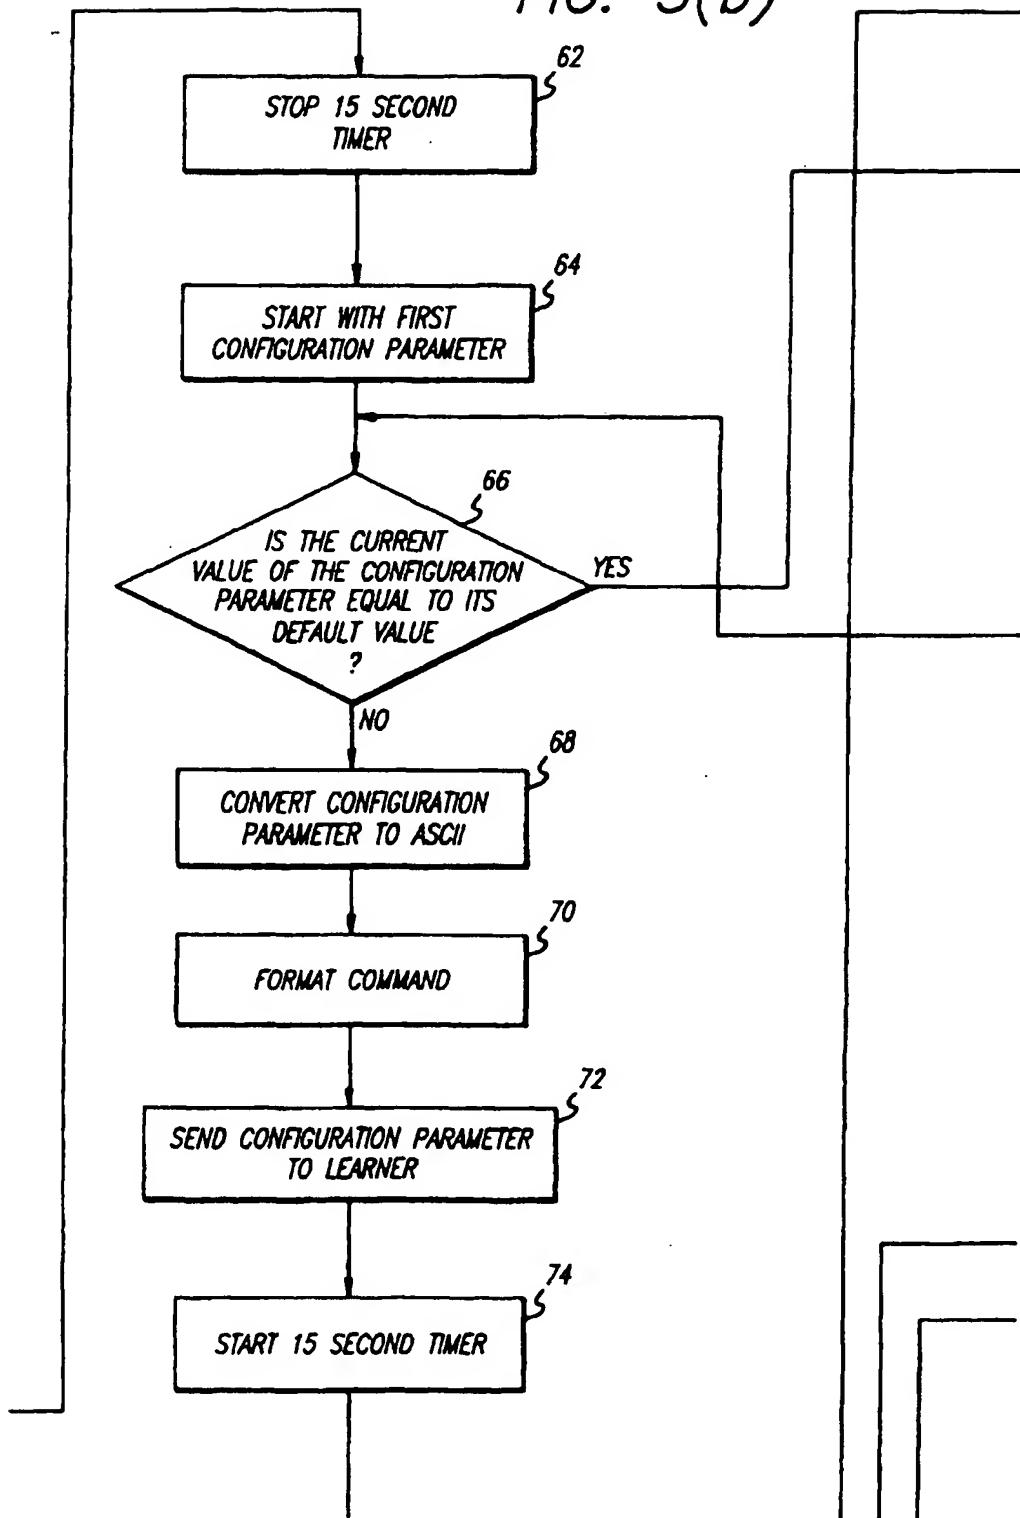 FIG. 3(b)
62
STOP 15 SECOND
TIMER
64
START WITH FIRST
CONFIGURATION PARAMETER
66
IS THE CURRENT
VALUE OF THE CONFIGURATION
PARAMETER EQUAL TO ITS
DEFAULT VALUE
?
YES
NO
68
CONVERT CONFIGURATION
PARAMETER TO ASCII
70
FORMAT COMMAND
72
SEND CONFIGURATION PARAMETER
TO LEARNER
74
START 15 SECOND TIMER